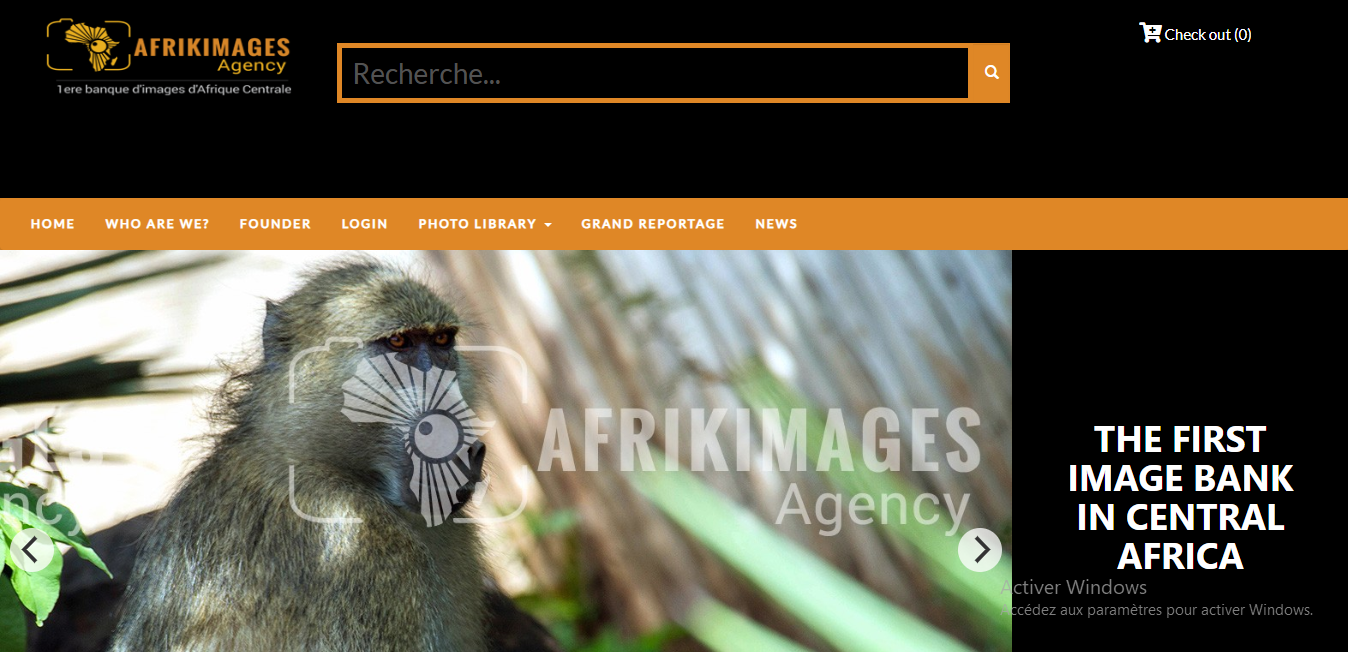 AFRIKIMAGES
Agency
1ere banque d'images d'Afrique Centrale
Recherche...
Check out (0)
HOME WHO ARE WE? FOUNDER LOGIN PHOTO LIBRARY GRAND REPORTAGE NEWS
AFRIKIMAGES
Agency
THE FIRST
IMAGE BANK
IN CENTRAL
AFRICA
Activer Windows
Accédez aux paramètres pour activer Windows.